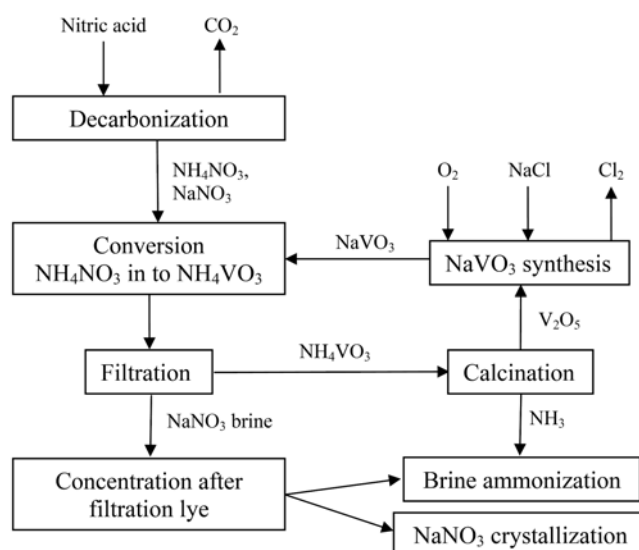 Nitric acid
CO₂
Decarbonization
NH₄NO₃,
NaNO₃
O₂
NaCl
Cl₂
Conversion
NH₄NO₃ in to NH₄VO₃
NaVO₃
NaVO₃ synthesis
V₂O₅
Filtration
NH₄VO₃
Calcination
NaNO₃ brine
NH₃
Concentration after
filtration lye
Brine ammonization
NaNO₃ crystallization